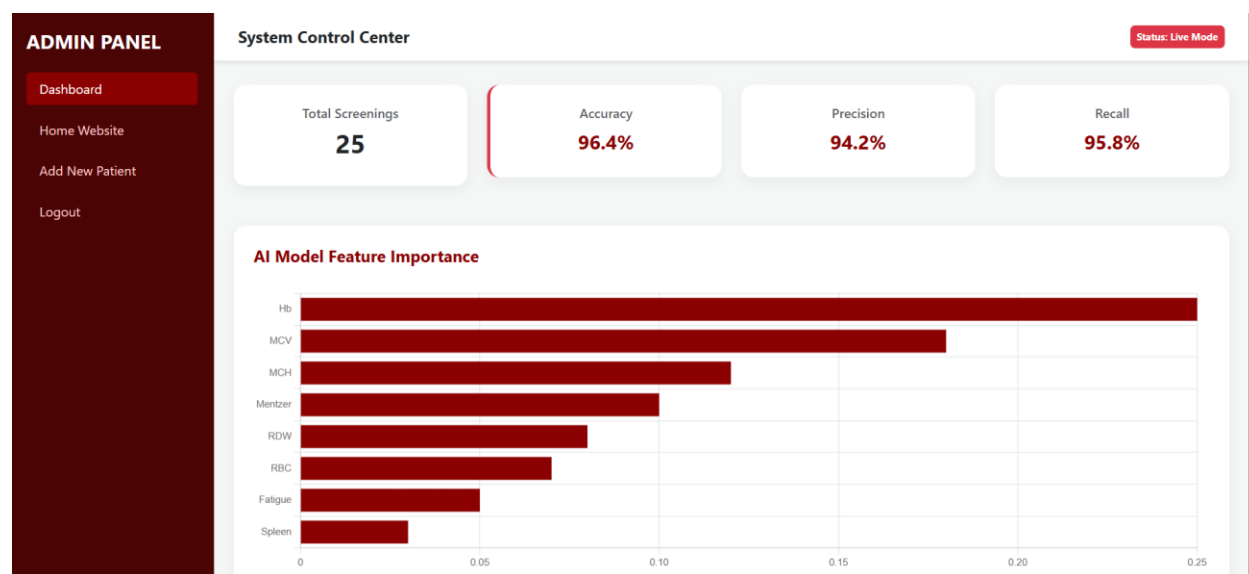 ADMIN PANEL
Dashboard
Home Website
Add New Patient
Logout
System Control Center
Status: Live Mode
Total Screenings
25
Accuracy
96.4%
Precision
94.2%
Recall
95.8%
AI Model Feature Importance
Hb
MCV
MCH
Mentzer
RDW
RBC
Fatigue
Spleen
0 0.05 0.10 0.15 0.20 0.25